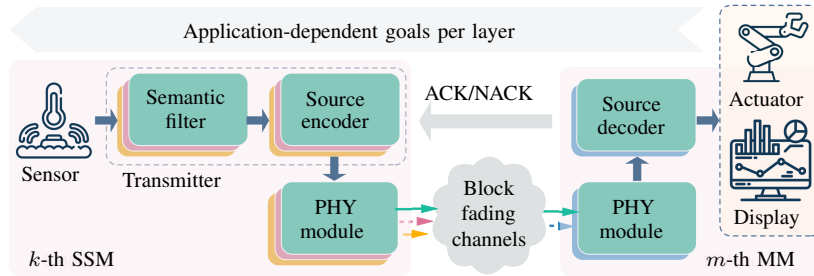 Application-dependent goals per layer
Sensor
Semantic
filter
Source
encoder
Transmitter
PHY
module
k-th SSM
ACK/NACK
Block
fading
channels
Source
decoder
PHY
module
m-th MM
Actuator
Display